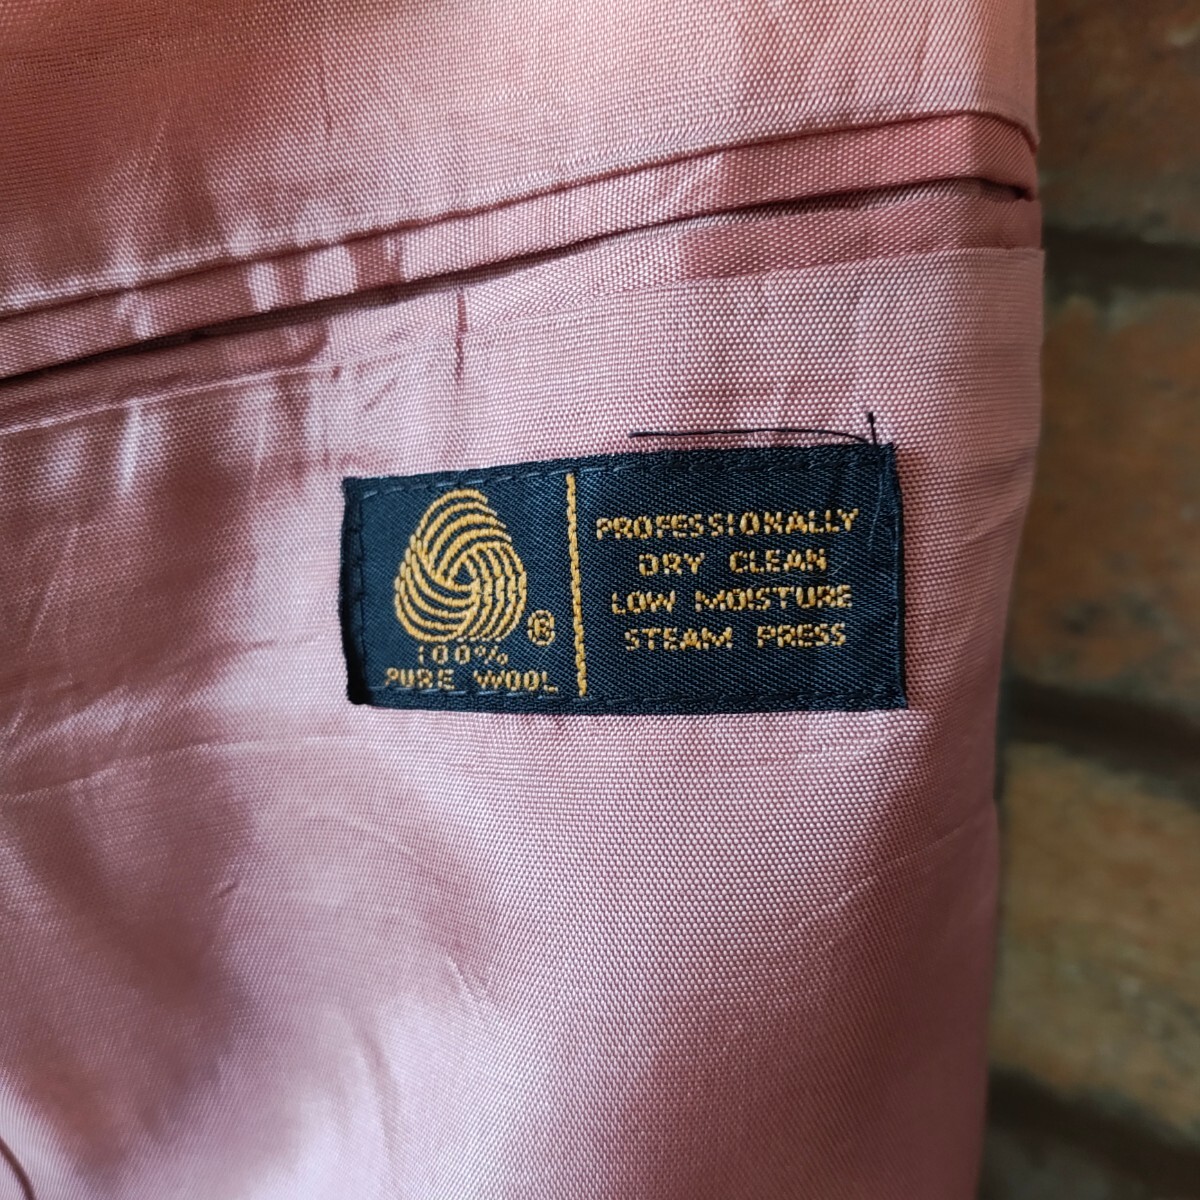 ®
100%
PURE WOOL
PROFESSIONALLY
DRY CLEAN
LOW MOISTURE
STEAM PRESS